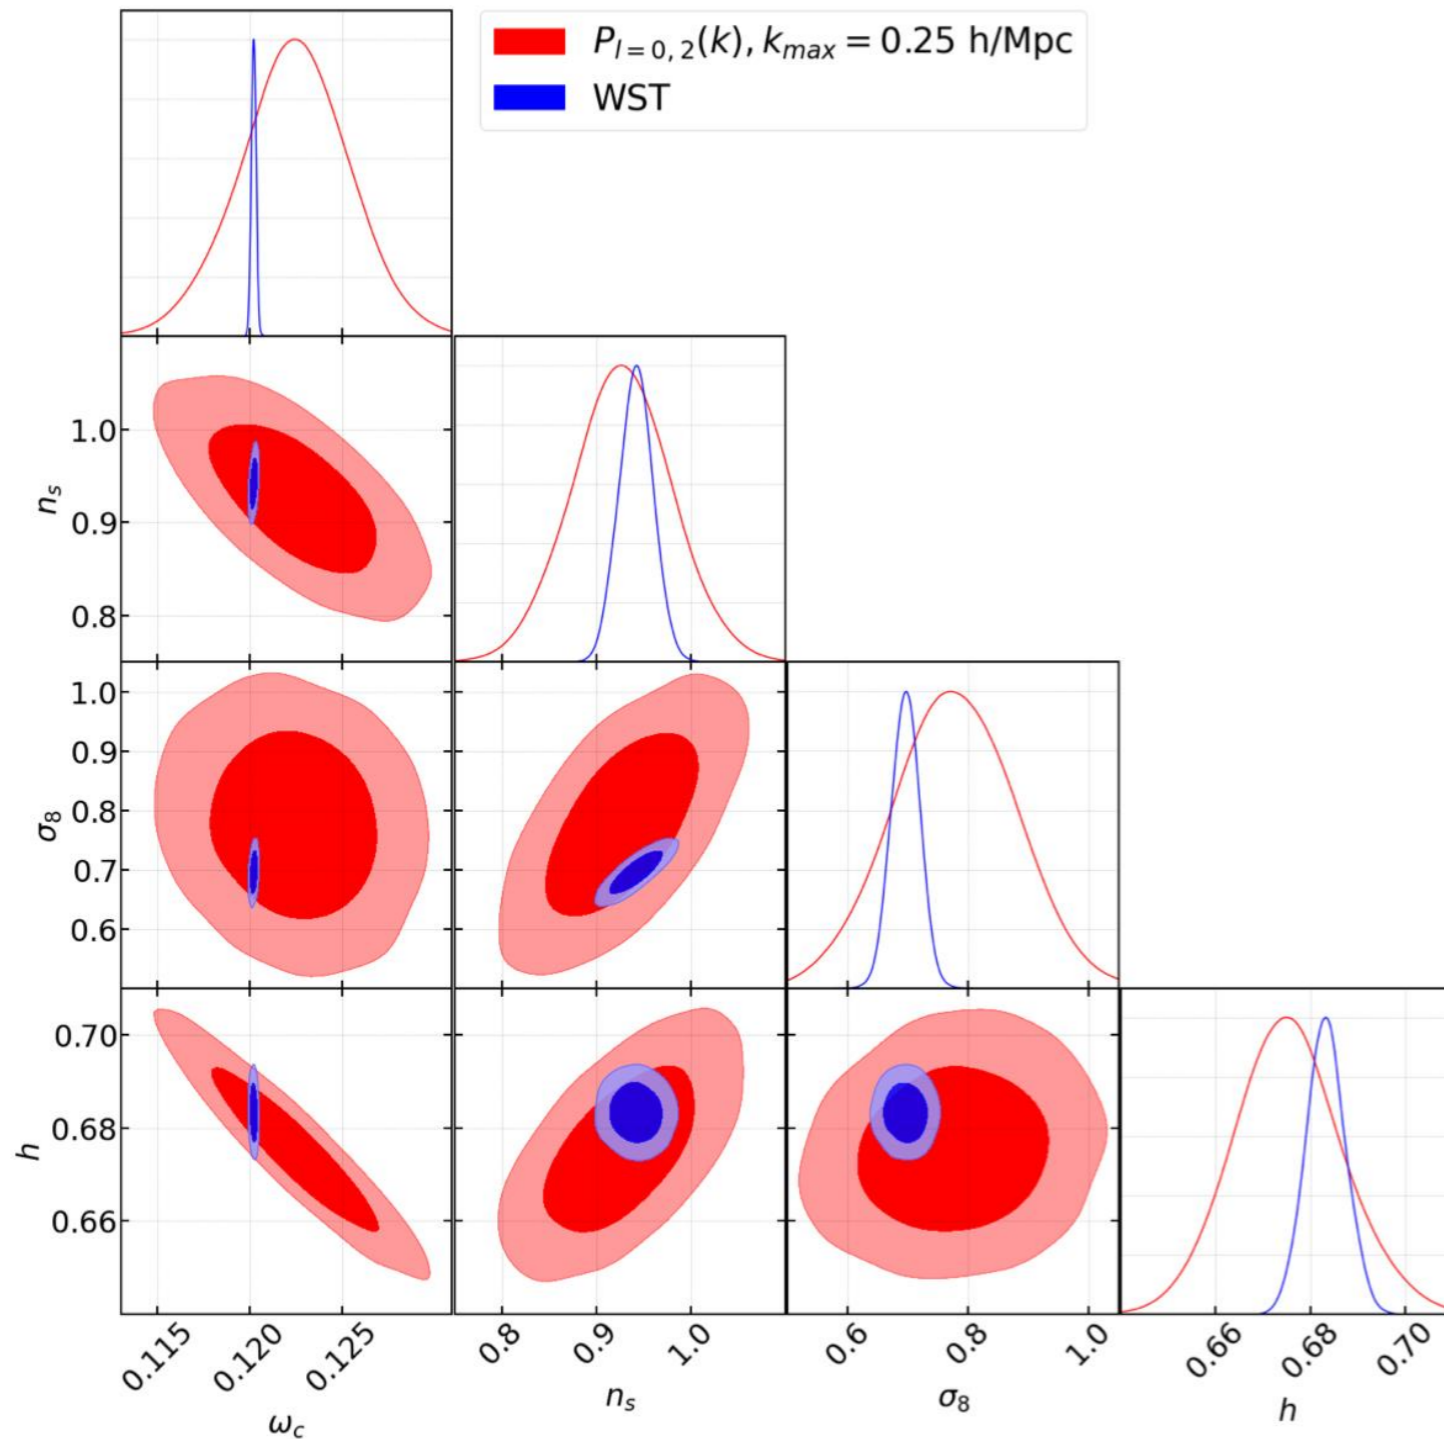 P_{l=0,2}(k), k_{max} = 0.25 h/Mpc
WST
1.0
n_s
0.9
0.8
1.0
0.9
σ_8
0.8
0.7
0.6
0.70
h
0.68
0.66
0.115 0.120 0.125 0.8 0.9 1.0 0.6 0.8 1.0 0.66 0.68 0.70
ω_c n_s σ_8 h